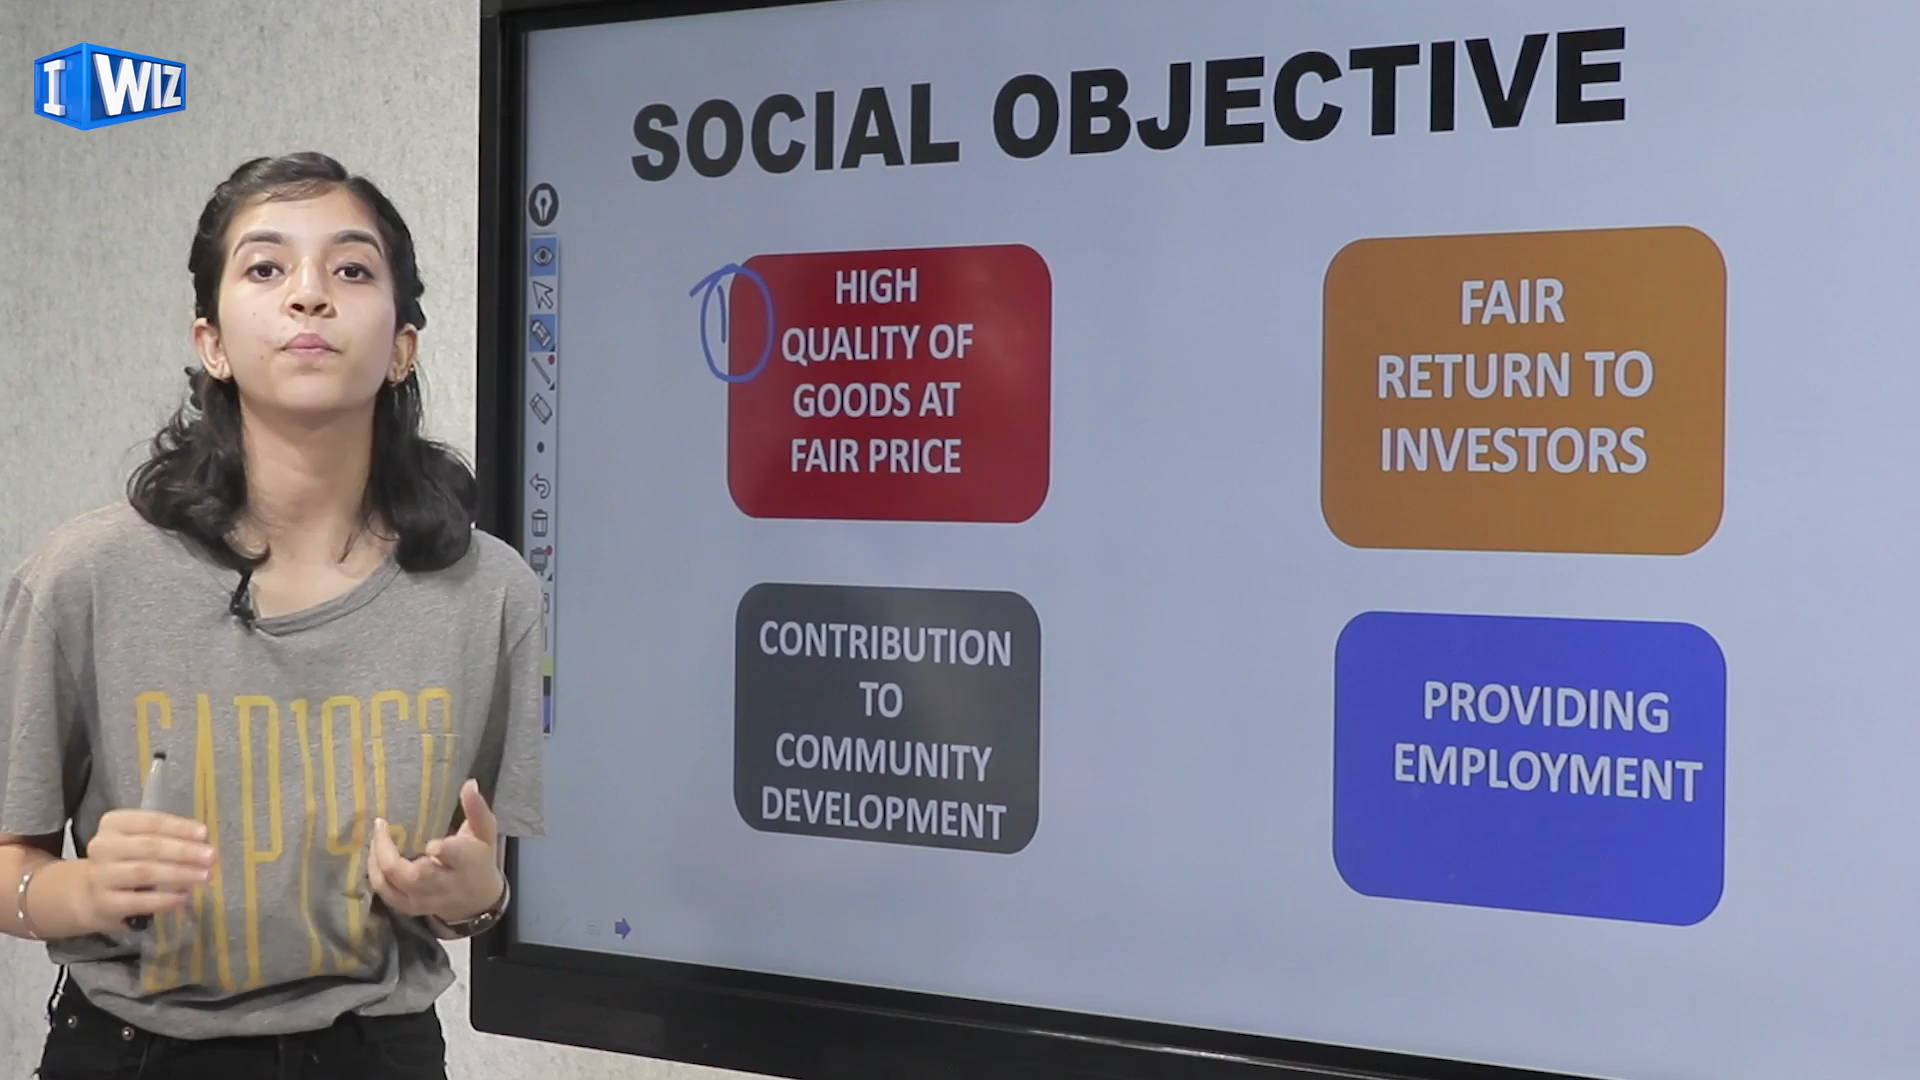 I WIZ
SOCIAL OBJECTIVE
1
HIGH
QUALITY OF
GOODS AT
FAIR PRICE
FAIR
RETURN TO
INVESTORS
CONTRIBUTION
TO
COMMUNITY
DEVELOPMENT
PROVIDING
EMPLOYMENT